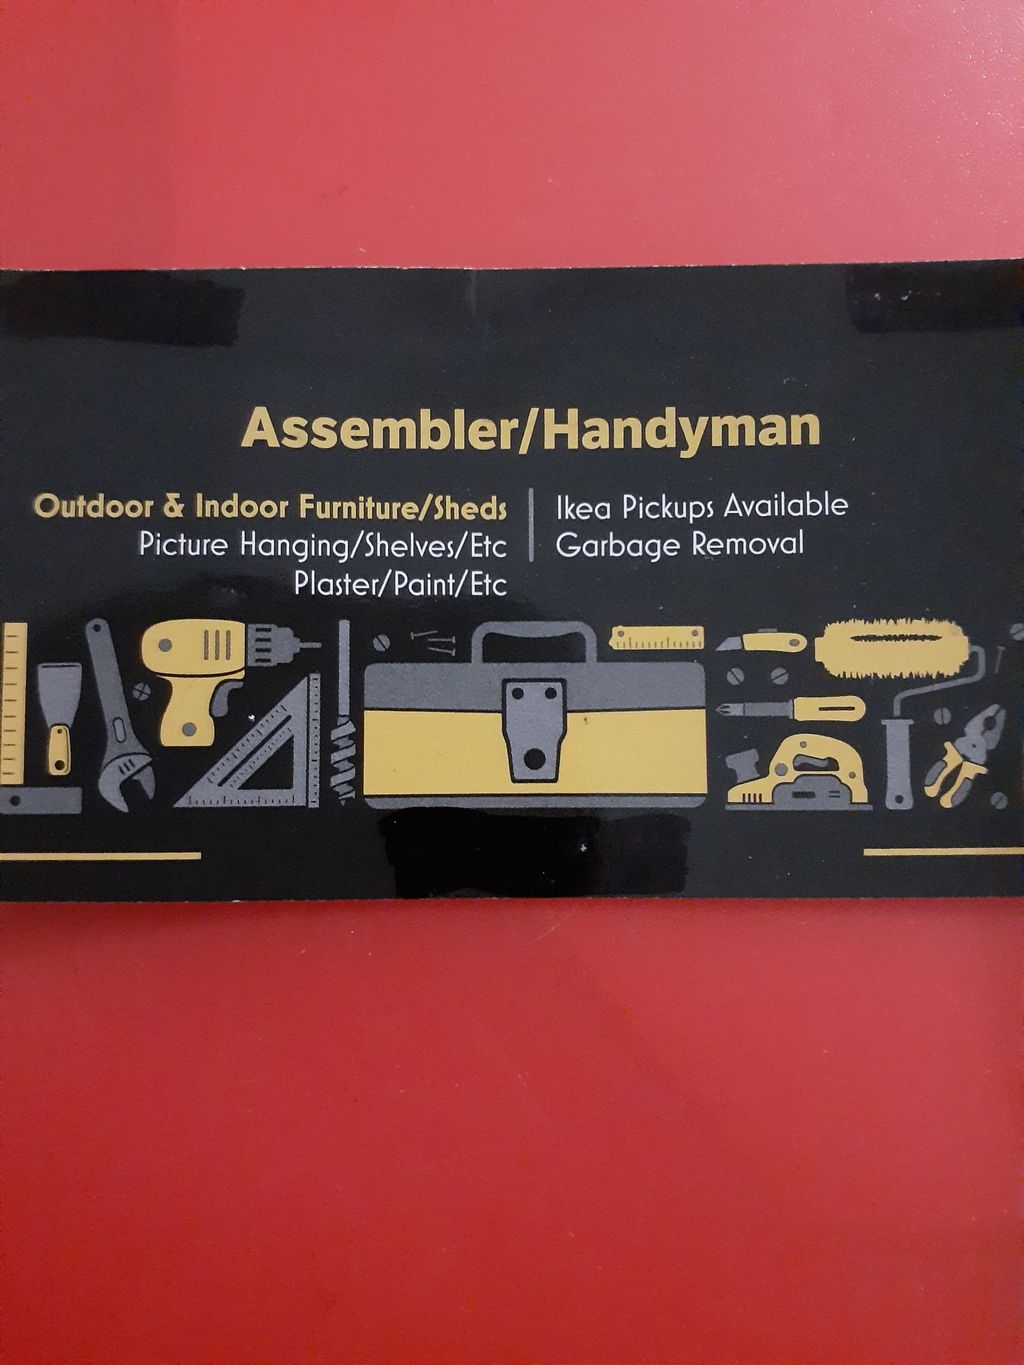 Assembler/Handyman
Outdoor & Indoor Furniture/Sheds
Picture Hanging/Shelves/Etc
Plaster/Paint/Etc
Ikea Pickups Available
Garbage Removal